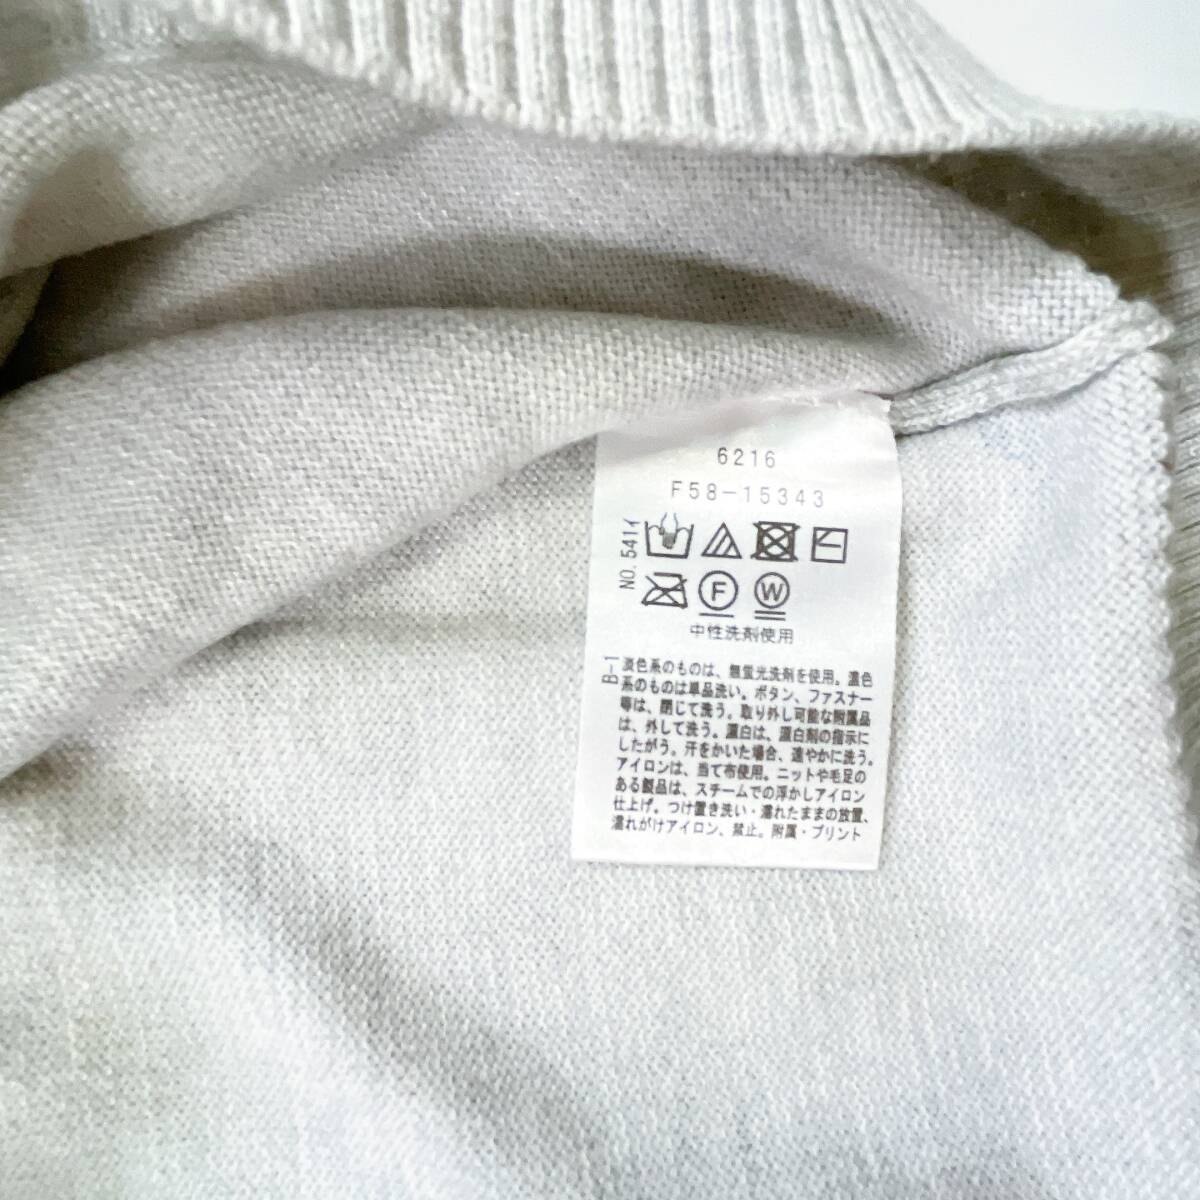 6216
F58-15343
NO.541イ
F W
中性洗剤使用
B-1
淡色系のものは、無蛍光洗剤を使用。濃色
系のものは単品洗い。ボタン、ファスナー
等は、閉じて洗う。取り外し可能な附属品
は、外して洗う。漂白は、漂白剤の指示に
したがう。汗をかいた場合、速やかに洗う。
アイロンは、当て布使用。ニットや毛足の
ある製品は、スチームでの浮かしアイロン
仕上げ。つけ置き洗い・濡れたままの放置、
濡れがけアイロン、禁止。附属・プリント